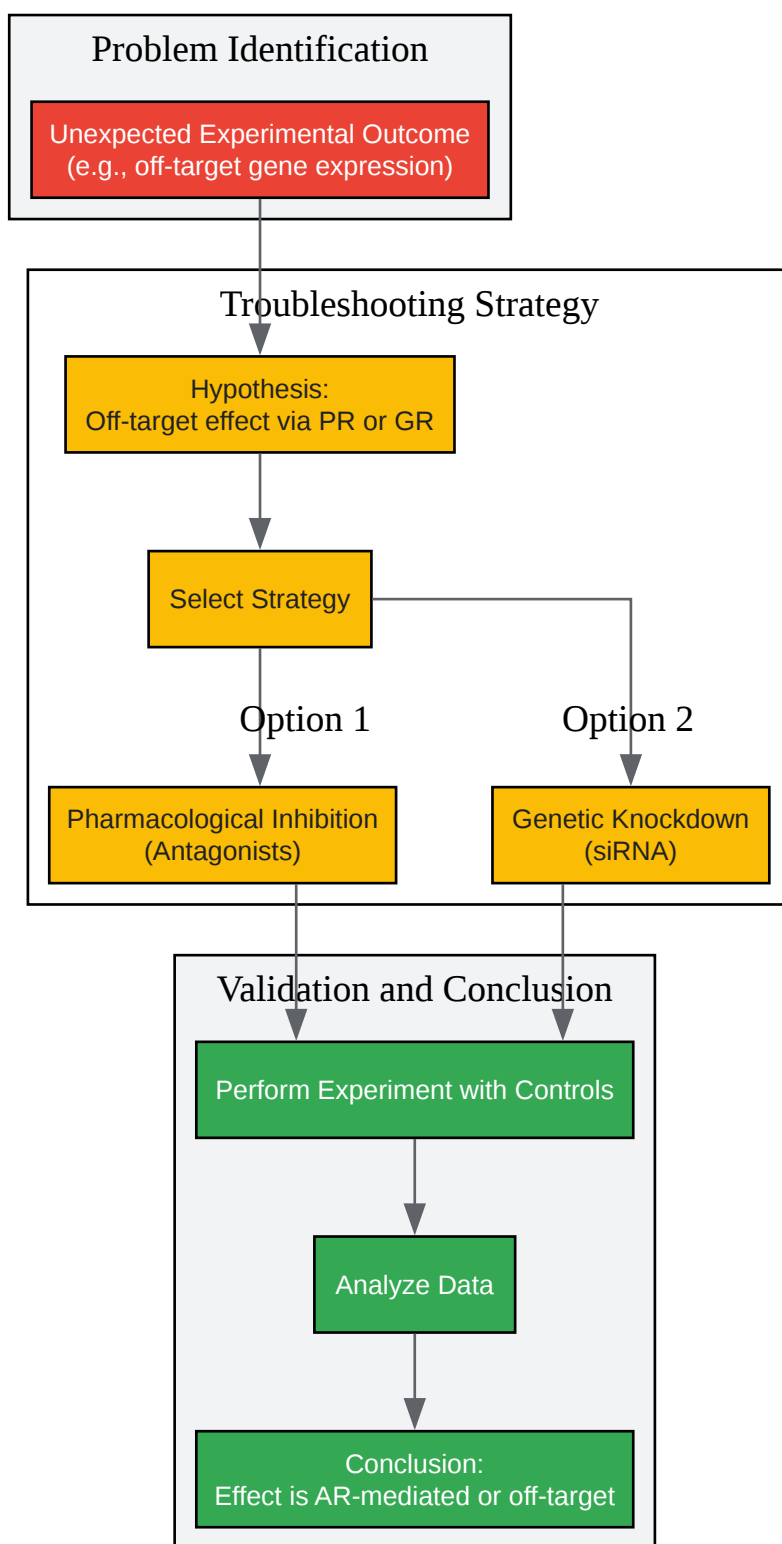 Problem Identification
Unexpected Experimental Outcome
(e.g., off-target gene expression)
Troubleshooting Strategy
Hypothesis:
Off-target effect via PR or GR
Select Strategy
Option 1
Option 2
Pharmacological Inhibition
(Antagonists)
Genetic Knockdown
(siRNA)
Validation and Conclusion
Perform Experiment with Controls
Analyze Data
Conclusion:
Effect is AR-mediated or off-target